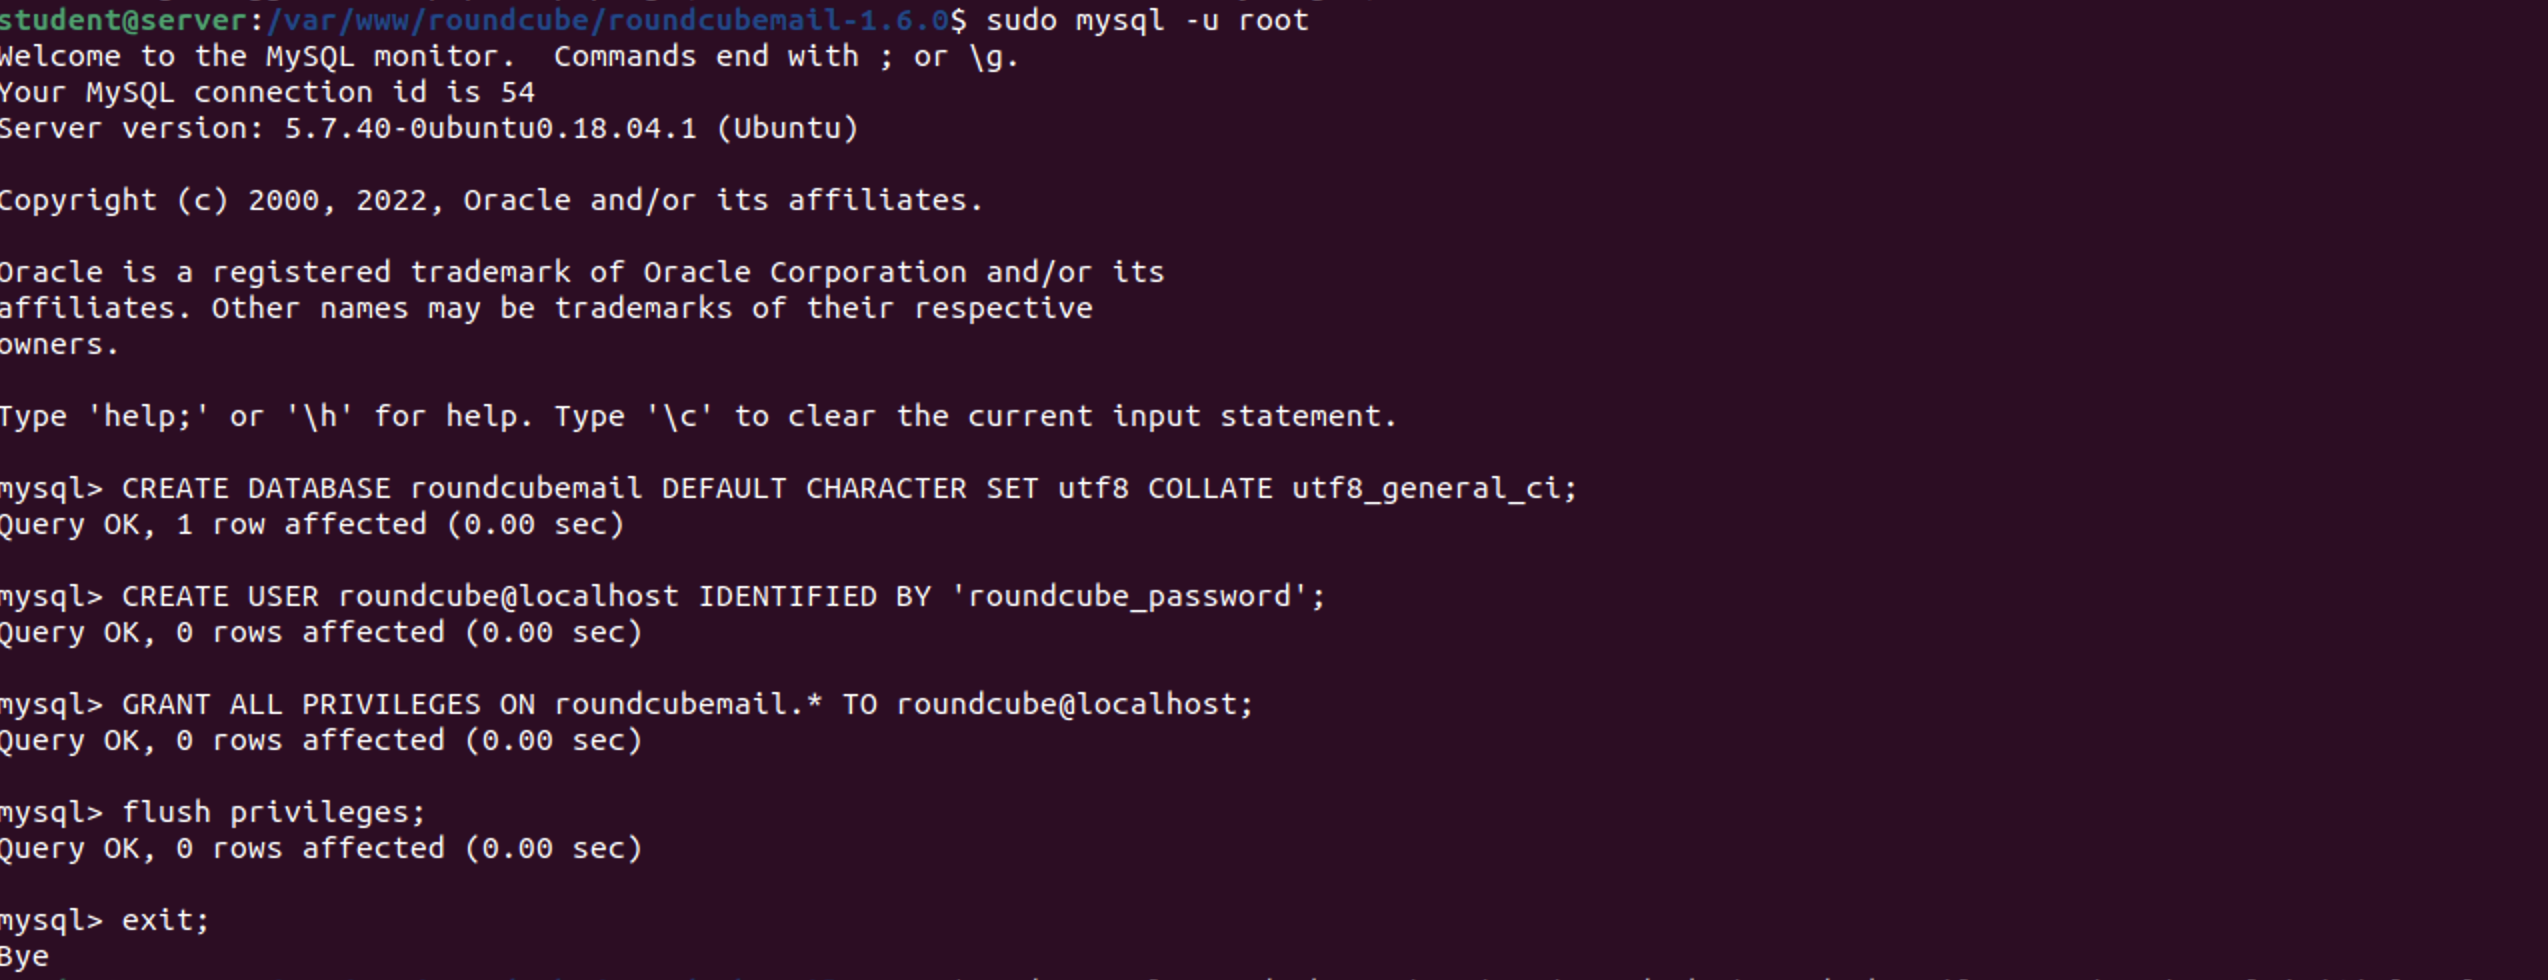 student@server:/var/www/roundcube/roundcubemail-1.6.0$ sudo mysql -u root
Welcome to the MySQL monitor.  Commands end with ; or \g.
Your MySQL connection id is 54
Server version: 5.7.40-0ubuntu0.18.04.1 (Ubuntu)
Copyright (c) 2000, 2022, Oracle and/or its affiliates.
Oracle is a registered trademark of Oracle Corporation and/or its
affiliates. Other names may be trademarks of their respective
owners.
Type 'help;' or '\h' for help. Type '\c' to clear the current input statement.
mysql> CREATE DATABASE roundcubemail DEFAULT CHARACTER SET utf8 COLLATE utf8_general_ci;
Query OK, 1 row affected (0.00 sec)
mysql> CREATE USER roundcube@localhost IDENTIFIED BY 'roundcube_password';
Query OK, 0 rows affected (0.00 sec)
mysql> GRANT ALL PRIVILEGES ON roundcubemail.* TO roundcube@localhost;
Query OK, 0 rows affected (0.00 sec)
mysql> flush privileges;
Query OK, 0 rows affected (0.00 sec)
mysql> exit;
Bye